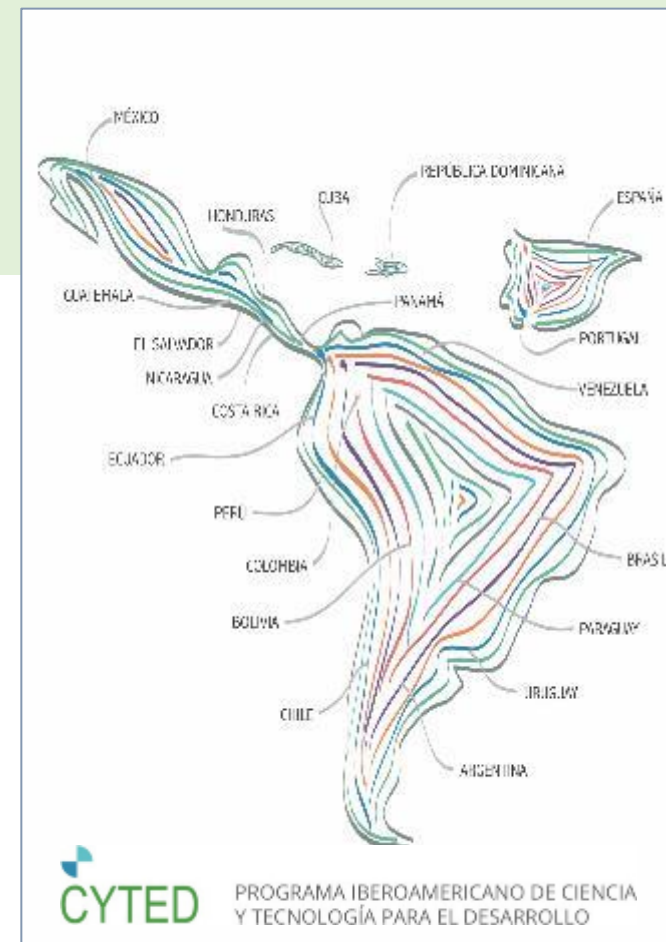 MÉXICO
REPÚBLICA DOMINICANA
CUBA
ESPAÑA
HONDURAS
GUATEMALA
PANAMÁ
EL SALVADOR
PORTUGAL
NICARAGUA
VENEZUELA
COSTA RICA
ECUADOR
PERÚ
COLOMBIA
BRASIL
BOLIVIA
PARAGUAY
URUGUAY
CHILE
ARGENTINA
CYTED
PROGRAMA IBEROAMERICANO DE CIENCIA
Y TECNOLOGÍA PARA EL DESARROLLO